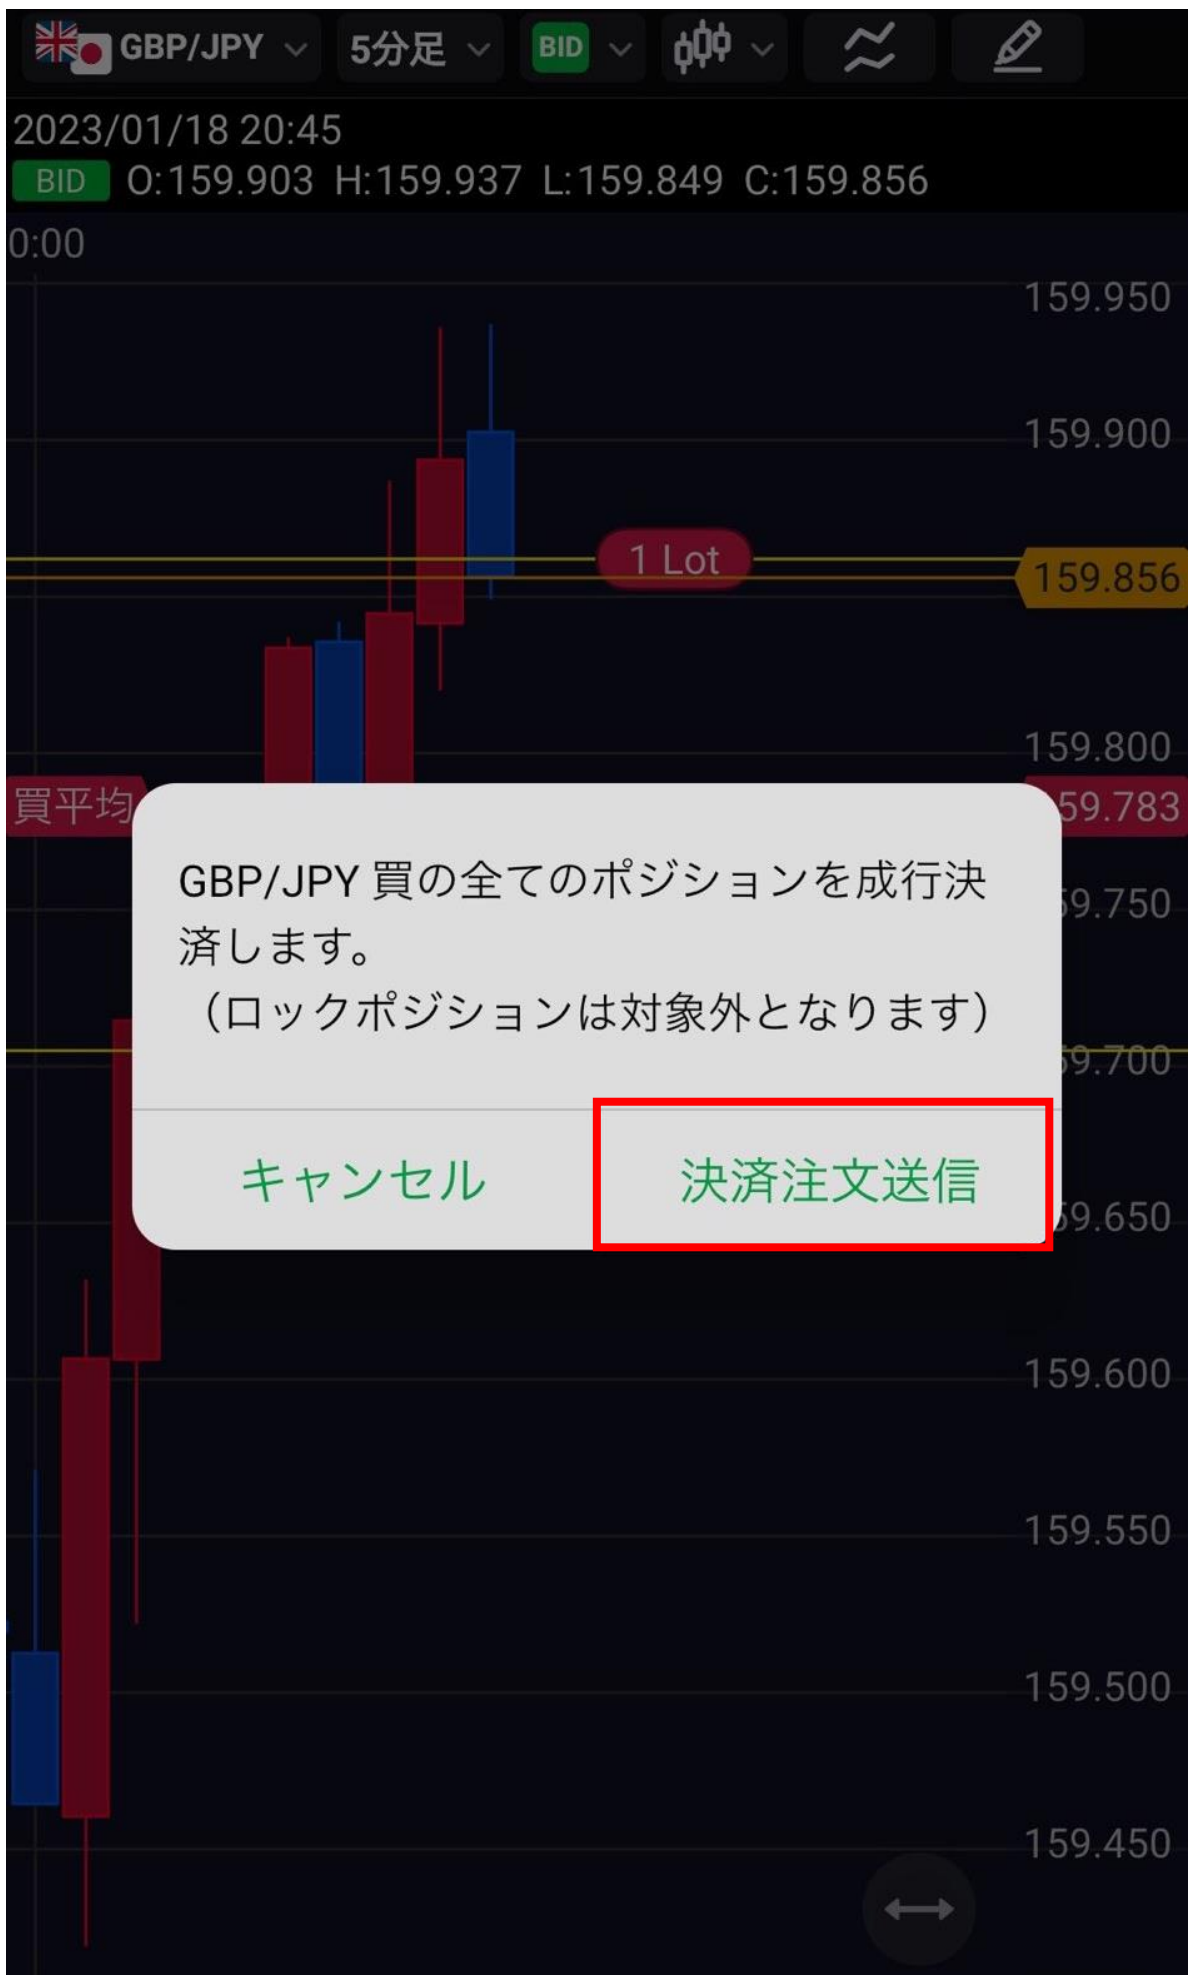 GBP/JPY 5分足 BID
2023/01/18 20:45
BID O:159.903 H:159.937 L:159.849 C:159.856
0:00
159.950
159.900
1 Lot
159.856
159.800
買平均
59.783
GBP/JPY 買の全てのポジションを成行決
済します。
（ロックポジションは対象外となります）
9.750
9.700
キャンセル 決済注文送信
9.650
159.600
159.550
159.500
159.450